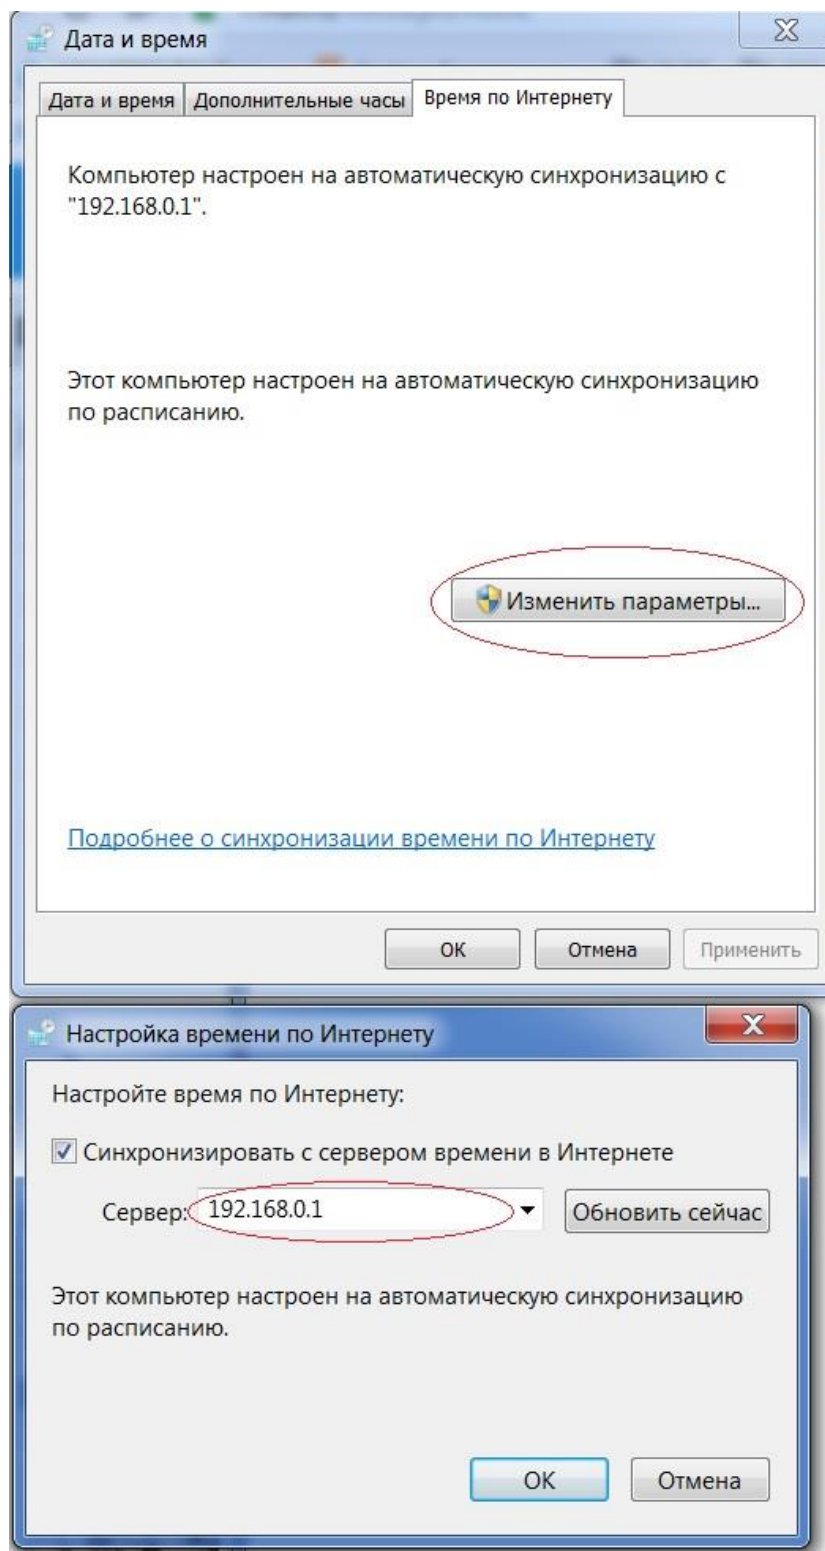 Дата и время
Дата и время Дополнительные часы Время по Интернету
Компьютер настроен на автоматическую синхронизацию с
"192.168.0.1".
Этот компьютер настроен на автоматическую синхронизацию
по расписанию.
Изменить параметры...
Подробнее о синхронизации времени по Интернету
ОК Отмена Применить
Настройка времени по Интернету
Настройте время по Интернету:
Синхронизировать с сервером времени в Интернете
Сервер: 192.168.0.1 Обновить сейчас
Этот компьютер настроен на автоматическую синхронизацию
по расписанию.
ОК Отмена